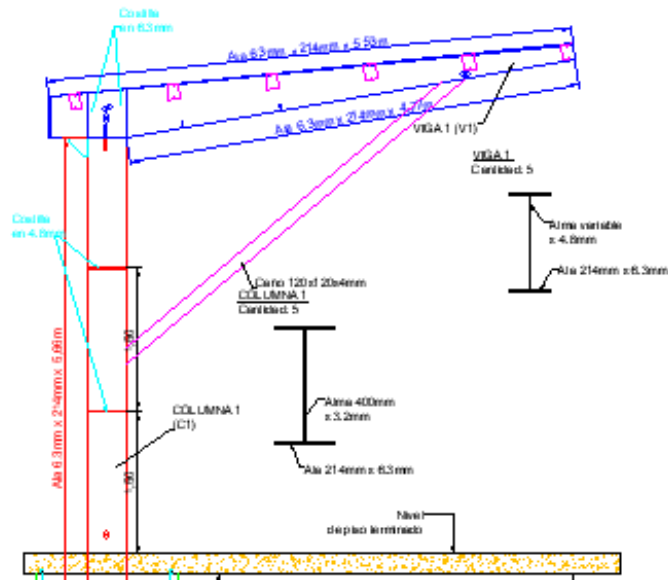 Costilla
en 6.3mm
Ala 6.3mm x 214mm x 5.53m
Ala 6.3mm x 214mm x 4.77m
VIGA 1 (V1)
VIGA 1
Cantidad: 5
Alma variable
x 4.8mm
Ala 214mm x 6.3mm
Costilla
en 4.8mm
Cano 120x120x4mm
COLUMNA 1
Cantidad: 5
Alma 400mm
x 3.2mm
Ala 214mm x 6.3mm
Ala 6.3mm x 214mm x 5.66m
COLUMNA 1
(C1)
Nivel
de piso terminado